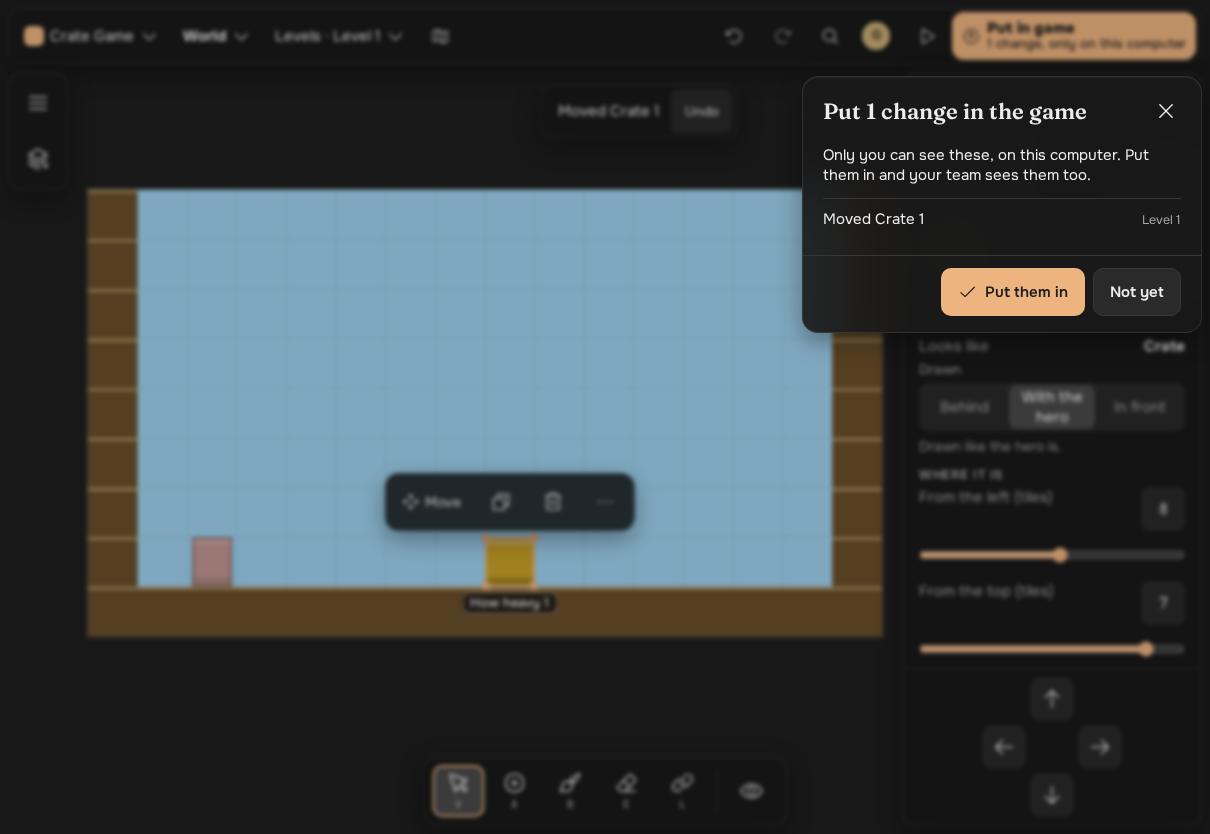 Crate Game
World
Levels · Level 1
Put in game
1 change, only on this computer
Moved Crate 1
Undo
Put 1 change in the game
Only you can see these, on this computer. Put
them in and your team sees them too.
Moved Crate 1
Level 1
Put them in
Not yet
Looks like
Crate
Drawn
Behind
With the
hero
In front
Drawn like the hero is.
WHERE IT IS
From the left (tiles)
8
From the top (tiles)
7
Move
How heavy 1
V
A
B
E
L